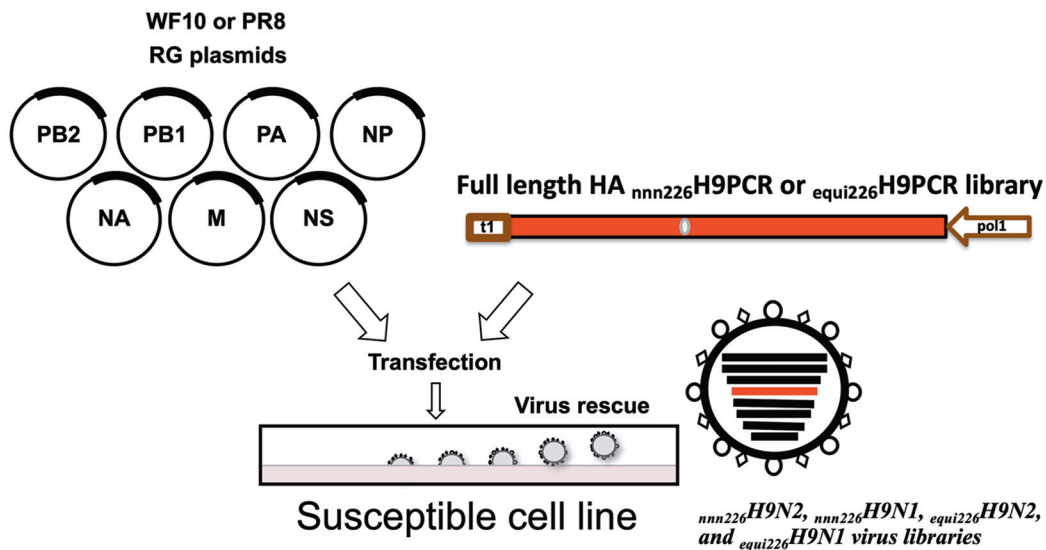 WF10 or PR8
RG plasmids
PB2 PB1 PA NP
NA M NS
Full length HA nnn226H9PCR or equi226H9PCR library
t1 pol1
Transfection
Virus rescue
Susceptible cell line
nnn226H9N2, nnn226H9N1, equi226H9N2,
and equi226H9N1 virus libraries